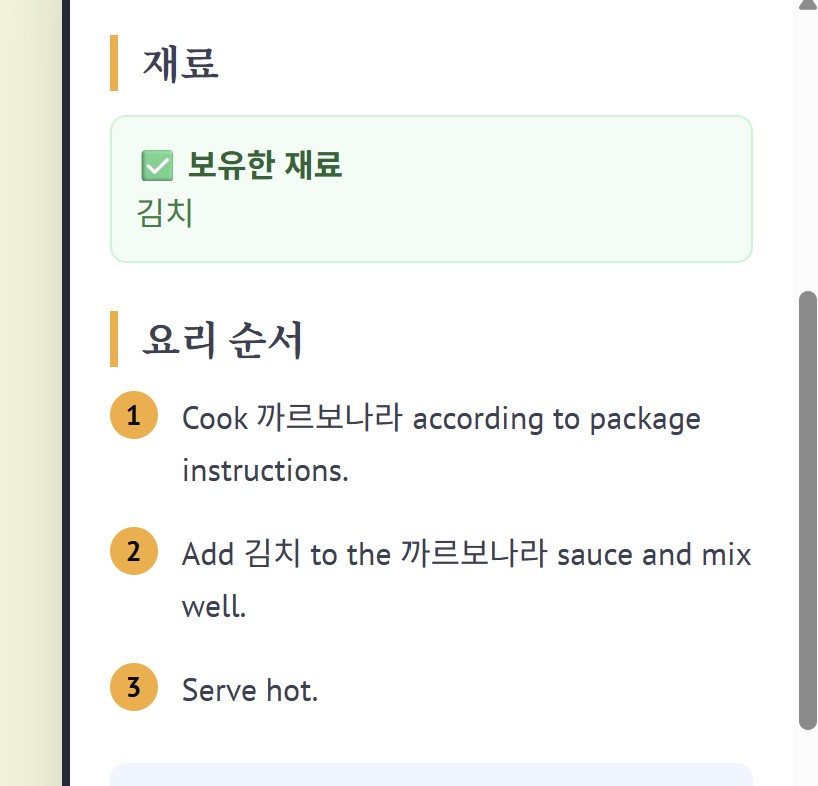 재료
✅ 보유한 재료
김치
요리 순서
1 Cook 까르보나라 according to package
instructions.
2 Add 김치 to the 까르보나라 sauce and mix
well.
3 Serve hot.